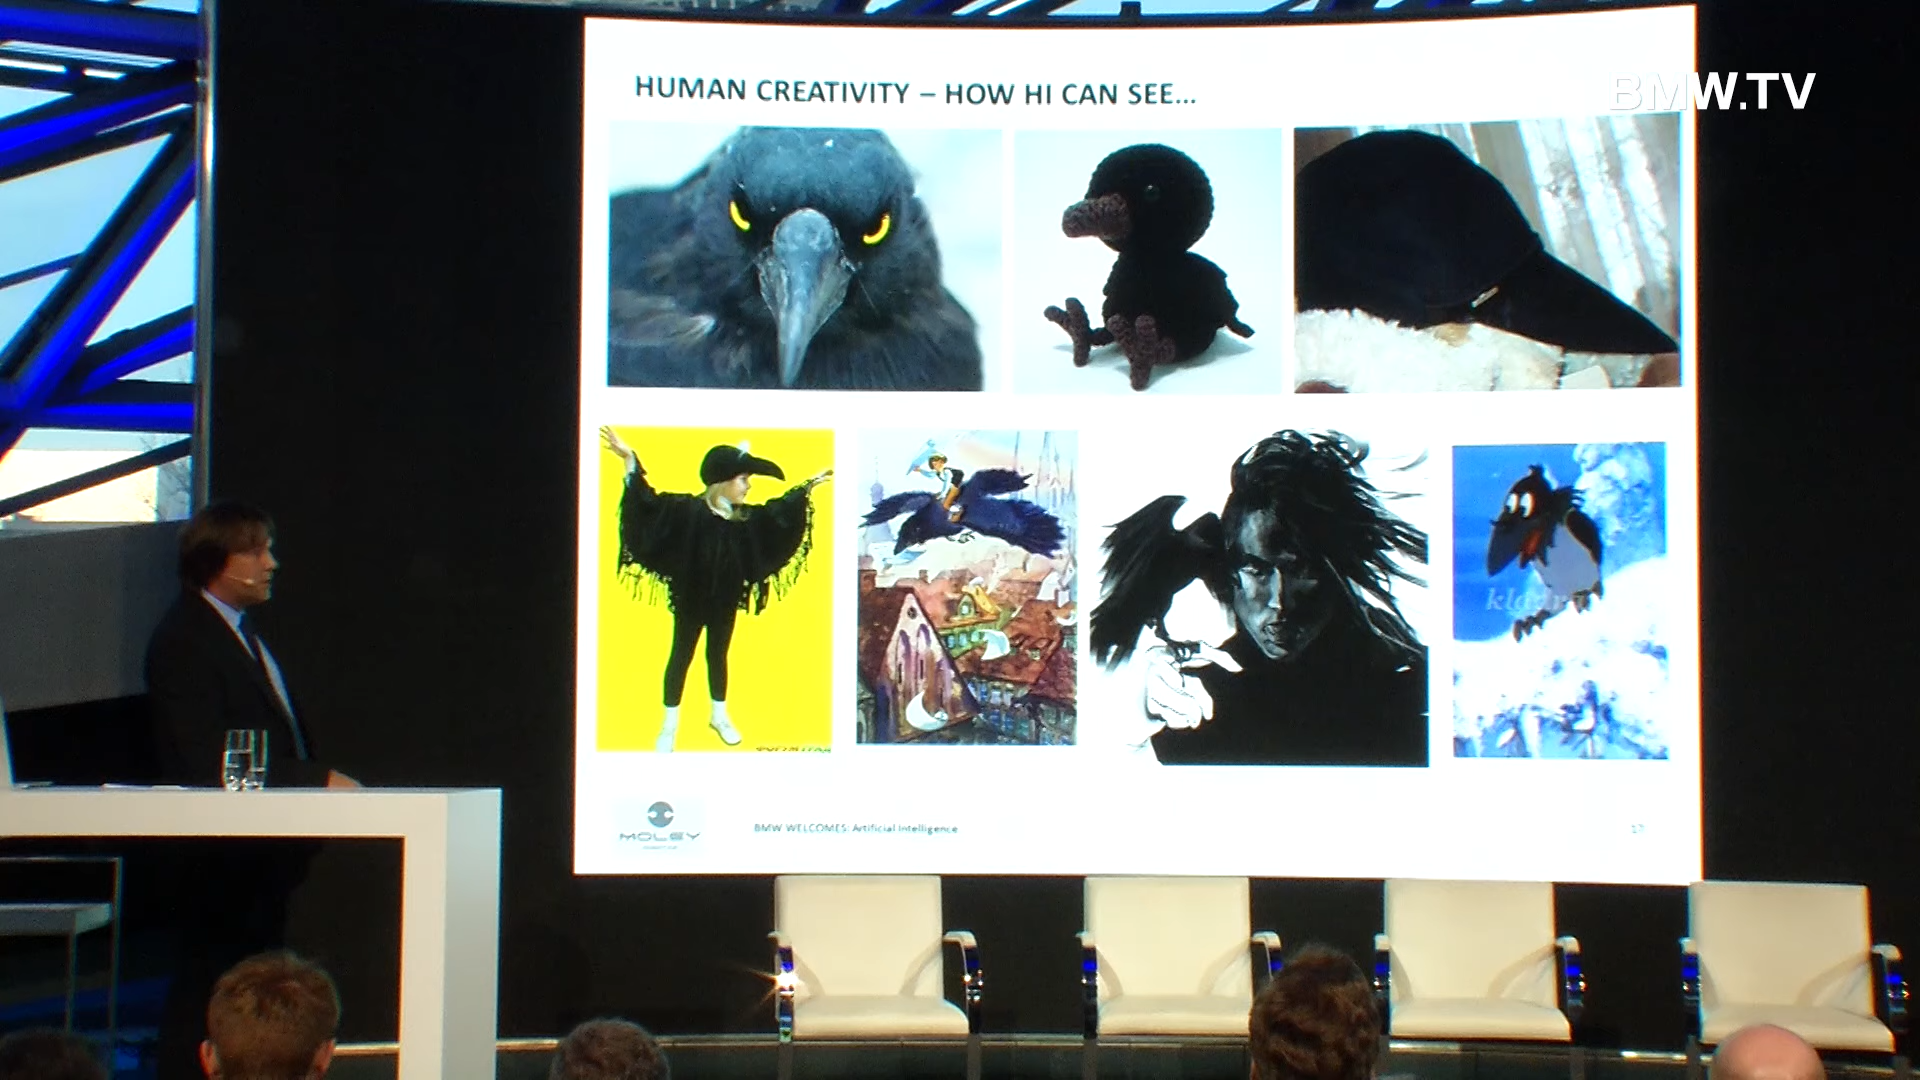 HUMAN CREATIVITY – HOW HI CAN SEE...
BMW.TV
MOLEY
BMW WELCOMES: Artificial Intelligence
17